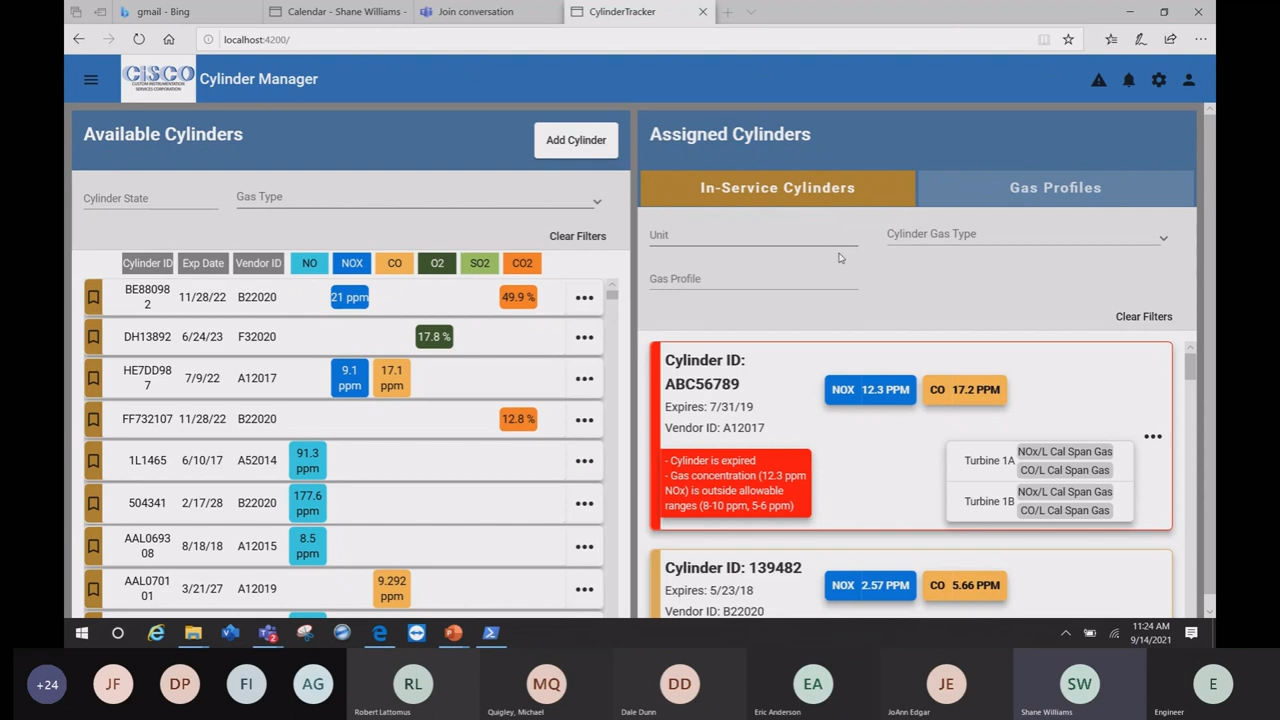 gmail - Bing
Calendar - Shane Williams -
Join conversation
CylinderTracker
localhost:4200/
CISCO
CUSTOM INSTRUMENTATION
SERVICES CORPORATION
Cylinder Manager
Available Cylinders
Add Cylinder
Cylinder State
Gas Type
Clear Filters
Cylinder ID Exp Date Vendor ID NO NOX CO O2 SO2 CO2
BE88098
2
11/28/22 B22020 21 ppm 49.9 %
DH13892 6/24/23 F32020 17.8 %
HE7DD98
7
7/9/22 A12017
9.1
ppm
17.1
ppm
FF732107 11/28/22 B22020 12.8 %
1L1465 6/10/17 A52014
91.3
ppm
504341 2/17/28 B22020
177.6
ppm
AAL0693
08
8/18/18 A12015
8.5
ppm
AAL0701
01
3/21/27 A12019
9.292
ppm
Assigned Cylinders
In-Service Cylinders
Gas Profiles
Unit
Cylinder Gas Type
Gas Profile
Clear Filters
Cylinder ID:
ABC56789
Expires: 7/31/19
Vendor ID: A12017
NOX 12.3 PPM
CO 17.2 PPM
- Cylinder is expired
- Gas concentration (12.3 ppm
NOx) is outside allowable
ranges (8-10 ppm, 5-6 ppm)
Turbine 1A
NOx/L Cal Span Gas
CO/L Cal Span Gas
Turbine 1B
NOx/L Cal Span Gas
CO/L Cal Span Gas
Cylinder ID: 139482
Expires: 5/23/18
Vendor ID: B22020
NOX 2.57 PPM
CO 5.66 PPM
11:24 AM
9/14/2021
+24
JF
DP
FI
AG
RL
Robert Lattomus
MQ
Quigley, Michael
DD
Dale Dunn
EA
Eric Anderson
JE
JoAnn Edgar
SW
Shane Williams
E
Engineer